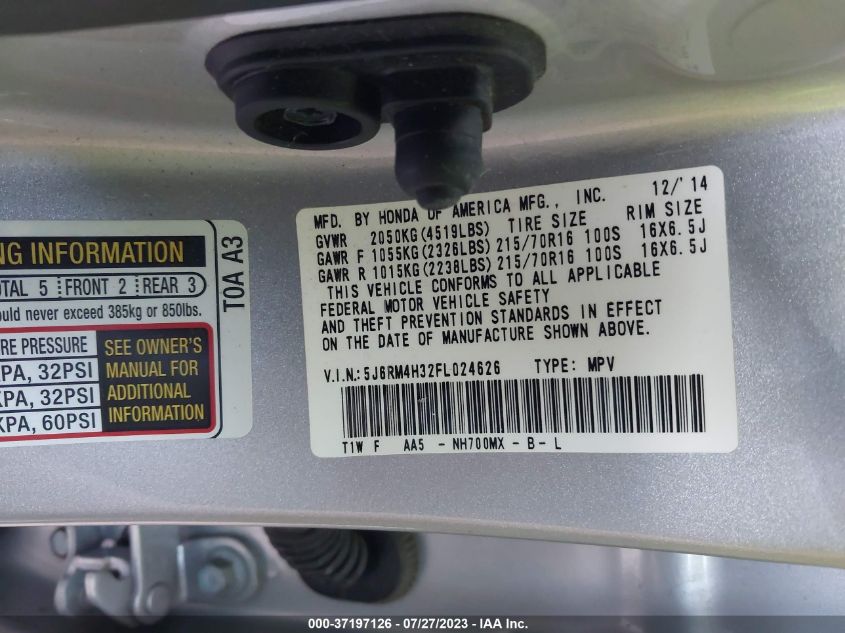 NG INFORMATION
OTAL 5 FRONT 2 REAR 3
ould never exceed 385kg or 850lbs.
RE PRESSURE
PA, 32PSI
PA, 32PSI
KPA, 60PSI
SEE OWNER'S
MANUAL FOR
ADDITIONAL
INFORMATION
T0A A3
MFD. BY HONDA OF AMERICA MFG., INC. 12/'14
GVWR 2050KG(4519LBS) TIRE SIZE RIM SIZE
GAWR F 1055KG(2326LBS) 215/70R16 100S 16X6.5J
GAWR R 1015KG(2238LBS) 215/70R16 100S 16X6.5J
THIS VEHICLE CONFORMS TO ALL APPLICABLE
FEDERAL MOTOR VEHICLE SAFETY
AND THEFT PREVENTION STANDARDS IN EFFECT
ON THE DATE OF MANUFACTURE SHOWN ABOVE.
V.I.N.: 5J6RM4H32FL024626 TYPE: MPV
T1W F AA5 - NH700MX - B - L
000-37197126 - 07/27/2023 - IAA Inc.